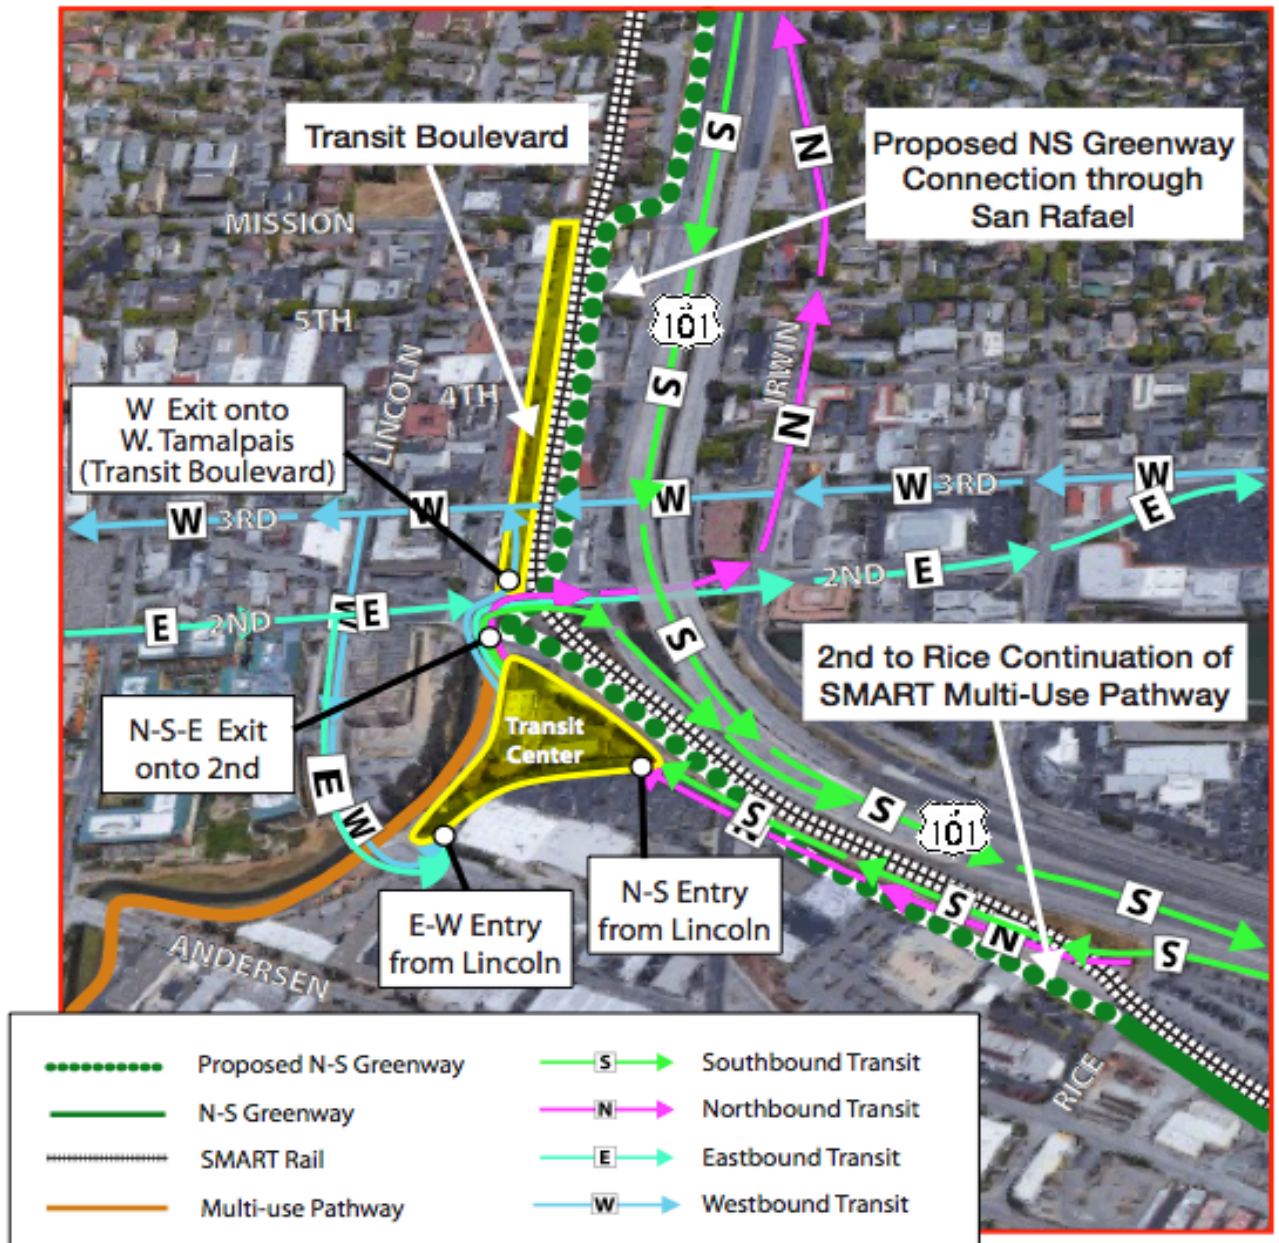 Transit Boulevard
Proposed NS Greenway
Connection through
San Rafael
S
N
MISSION
101
5TH
IRWIN
LINCOLN
4TH
S
N
W Exit onto
W. Tamalpais
(Transit Boulevard)
W
3RD
W
W
W
3RD
W
E
E
2ND
W
E
2ND
E
S
2nd to Rice Continuation of
SMART Multi-Use Pathway
N-S-E Exit
onto 2nd
Transit
Center
E
W
S
S
101
N-S Entry
from Lincoln
E-W Entry
from Lincoln
S
N
S
S
ANDERSEN
RICE
Proposed N-S Greenway
N-S Greenway
SMART Rail
Multi-use Pathway
S
Southbound Transit
N
Northbound Transit
E
Eastbound Transit
W
Westbound Transit